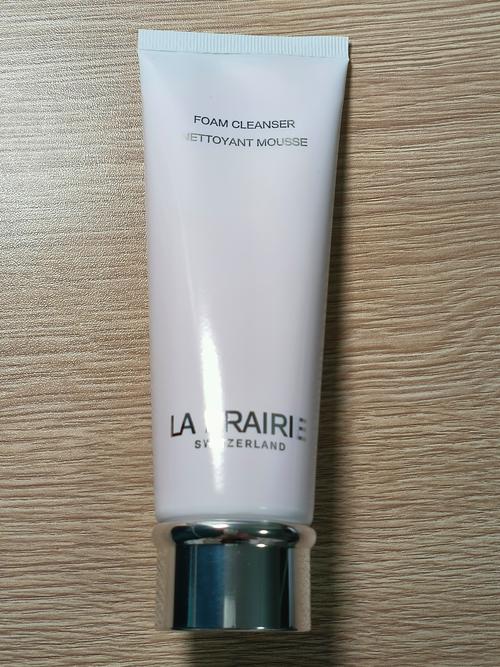 FOAM CLEANSER
NETTOYANT MOUSSE
LA PRAIRIE
SWITZERLAND